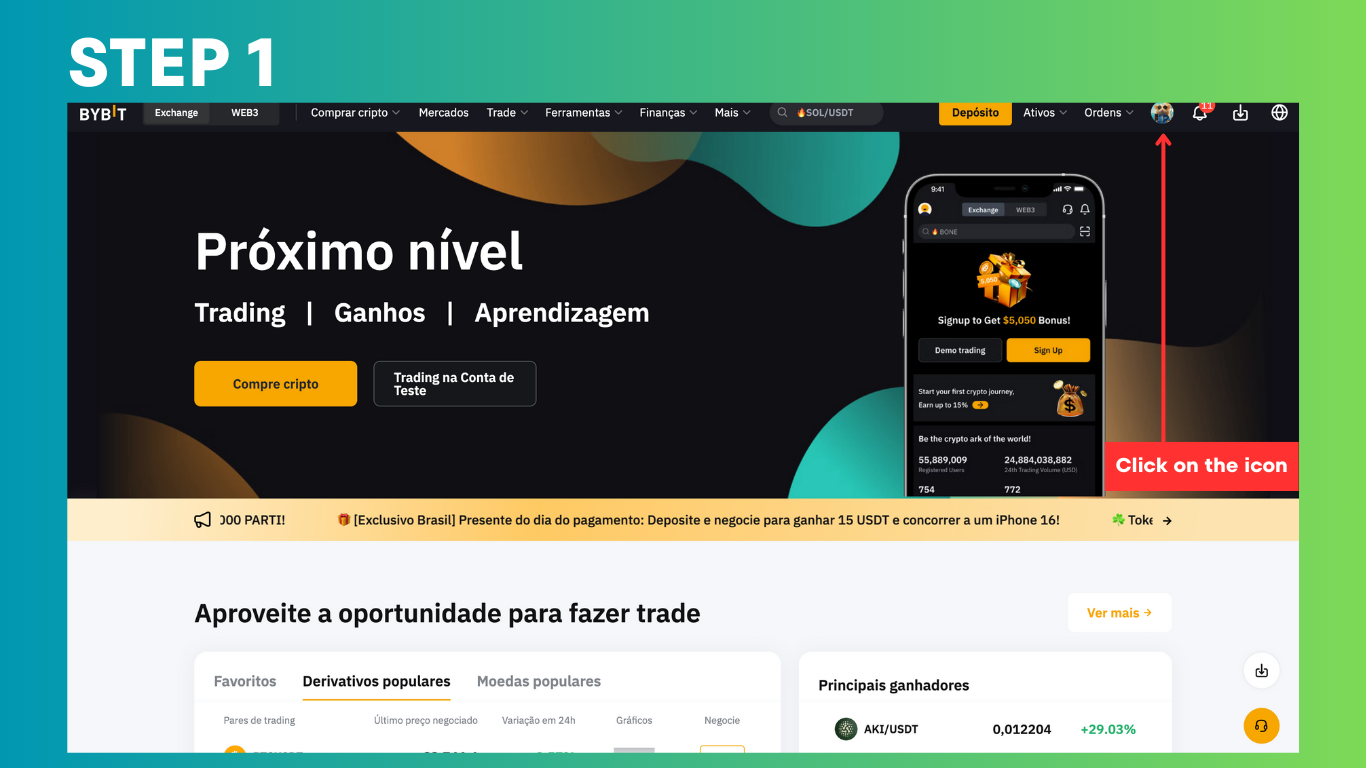 STEP 1
BYBIT Exchange WEB3 Comprar cripto Mercados Trade Ferramentas Finanças Mais SOL/USDT Depósito Ativos Ordens 11
9:41
Exchange WEB3
BONE
Próximo nível
Trading | Ganhos | Aprendizagem
Signup to Get $5,050 Bonus!
Demo trading Sign Up
Compre cripto
Trading na Conta de
Teste
Start your first crypto journey,
Earn up to 15%
Be the crypto ark of the world!
55,889,009 24,884,038,882
Registered Users 24th Trading Volume (USD)
754 772
Click on the icon
000 PARTI! [Exclusivo Brasil] Presente do dia do pagamento: Deposite e negocie para ganhar 15 USDT e concorrer a um iPhone 16! Toke
Aproveite a oportunidade para fazer trade
Ver mais
Favoritos Derivativos populares Moedas populares
Principais ganhadores
Pares de trading Último preço negociado Variação em 24h Gráficos Negocie
AKI/USDT 0,012204 +29.03%